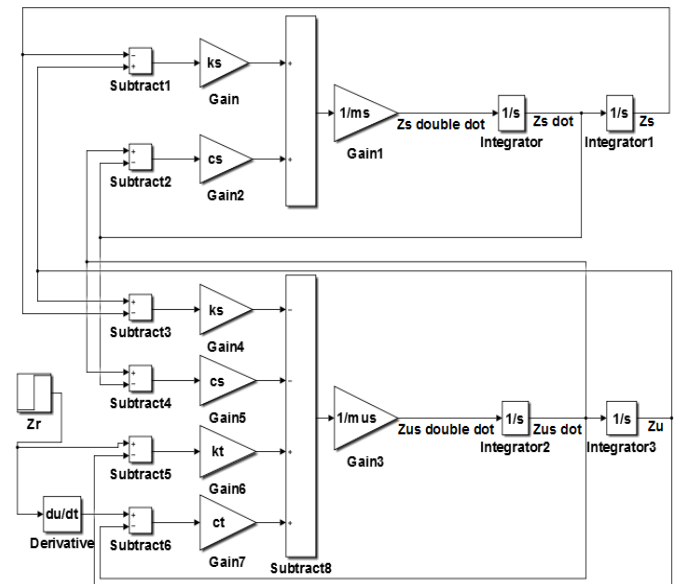 ks
Subtract1
Gain
1/ms
Zs double dot
1/s
Zs dot
1/s
Zs
Integrator
Integrator1
Gain1
cs
Subtract2
Gain2
ks
Subtract3
Gain4
cs
Subtract4
Gain5
1/mus
Zus double dot
1/s
Zus dot
1/s
Zu
Integrator2
Integrator3
Gain3
Zr
kt
Subtract5
Gain6
du/dt
Derivative
ct
Subtract6
Gain7
Subtract8